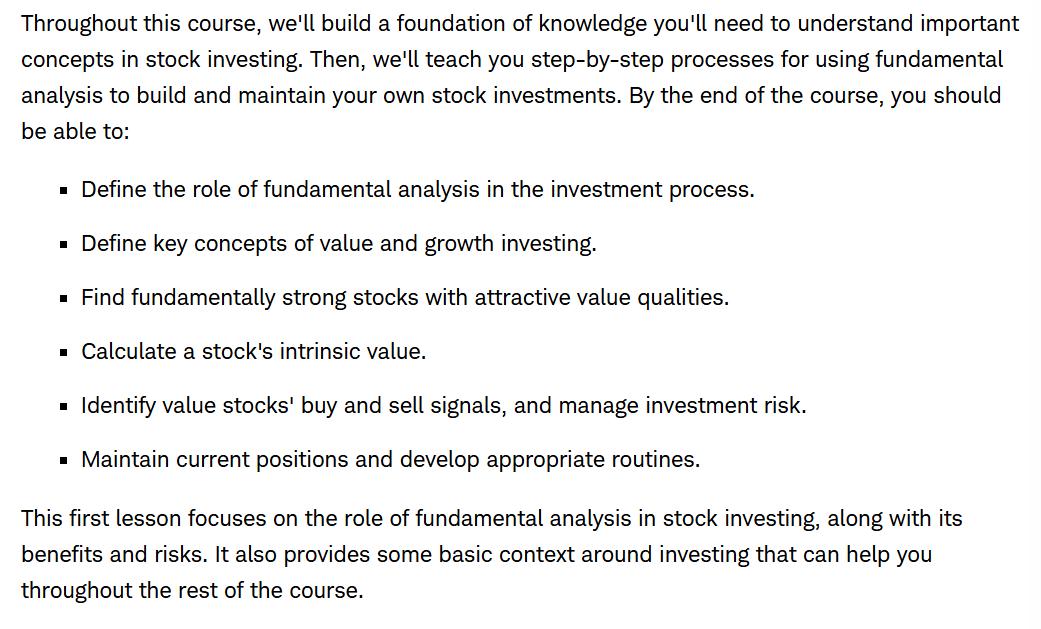 Throughout this course, we'll build a foundation of knowledge you'll need to understand important
concepts in stock investing. Then, we'll teach you step-by-step processes for using fundamental
analysis to build and maintain your own stock investments. By the end of the course, you should
be able to:
▪ Define the role of fundamental analysis in the investment process.
▪ Define key concepts of value and growth investing.
▪ Find fundamentally strong stocks with attractive value qualities.
▪ Calculate a stock's intrinsic value.
▪ Identify value stocks' buy and sell signals, and manage investment risk.
▪ Maintain current positions and develop appropriate routines.
This first lesson focuses on the role of fundamental analysis in stock investing, along with its
benefits and risks. It also provides some basic context around investing that can help you
throughout the rest of the course.